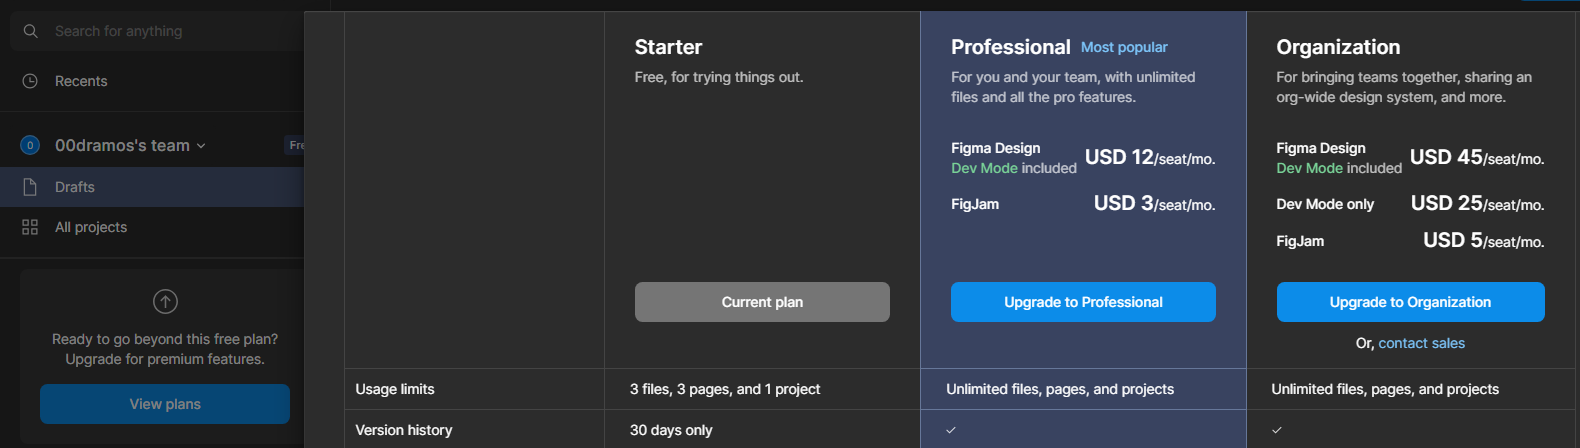 Search for anything
Recents
0
00dramos's team
Fre
Drafts
All projects
Ready to go beyond this free plan?
Upgrade for premium features.
View plans
Starter
Free, for trying things out.
Current plan
Professional Most popular
For you and your team, with unlimited
files and all the pro features.
Figma Design
Dev Mode included
USD 12/seat/mo.
FigJam
USD 3/seat/mo.
Upgrade to Professional
Organization
For bringing teams together, sharing an
org-wide design system, and more.
Figma Design
Dev Mode included
USD 45/seat/mo.
Dev Mode only
USD 25/seat/mo.
FigJam
USD 5/seat/mo.
Upgrade to Organization
Or, contact sales
Usage limits
3 files, 3 pages, and 1 project
Unlimited files, pages, and projects
Unlimited files, pages, and projects
Version history
30 days only